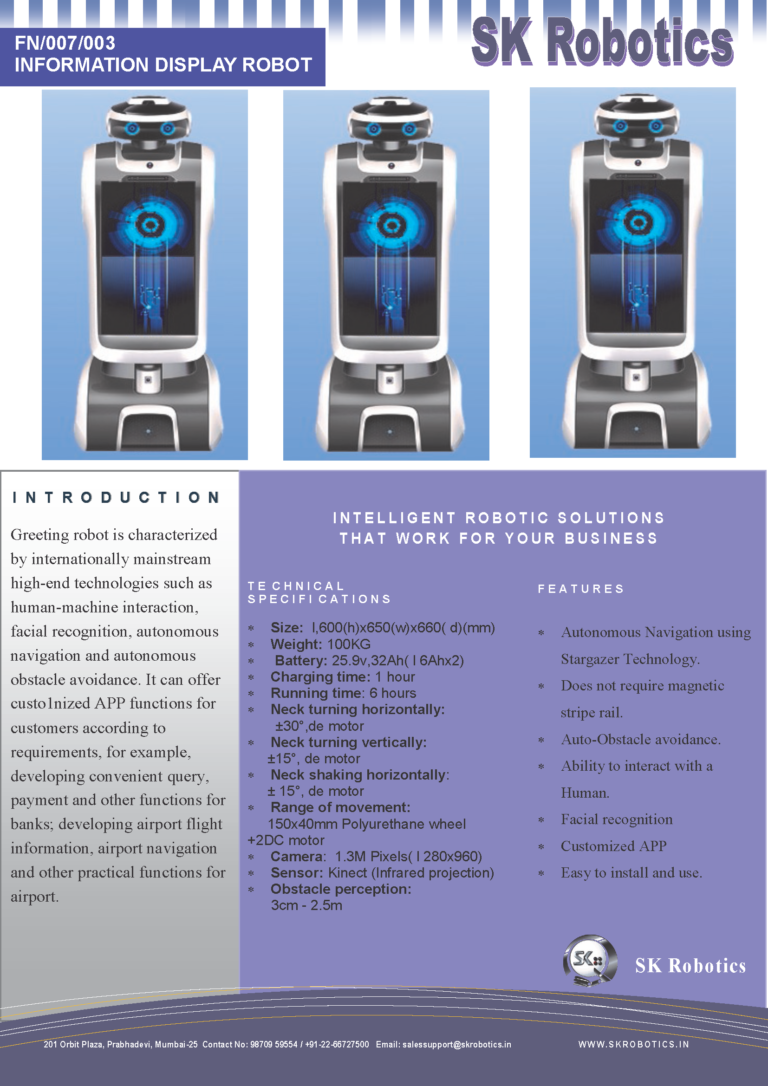 FN/007/003
INFORMATION DISPLAY ROBOT
SK Robotics
INTRODUCTION
Greeting robot is characterized
by internationally mainstream
high-end technologies such as
human-machine interaction,
facial recognition, autonomous
navigation and autonomous
obstacle avoidance. It can offer
custo1nized APP functions for
customers according to
requirements, for example,
developing convenient query,
payment and other functions for
banks; developing airport flight
information, airport navigation
and other practical functions for
airport.
INTELLIGENT ROBOTIC SOLUTIONS
THAT WORK FOR YOUR BUSINESS
TE CHNICAL
SPECIFI CATIONS
* Size: l,600(h)x650(w)x660( d)(mm)
* Weight: 100KG
* Battery: 25.9v,32Ah( l 6Ahx2)
* Charging time: 1 hour
* Running time: 6 hours
* Neck turning horizontally:
±30°,de motor
* Neck turning vertically:
±15°, de motor
* Neck shaking horizontally:
± 15°, de motor
* Range of movement:
150x40mm Polyurethane wheel
+2DC motor
* Camera: 1.3M Pixels( l 280x960)
* Sensor: Kinect (Infrared projection)
* Obstacle perception:
3cm - 2.5m
FEATURES
* Autonomous Navigation using
Stargazer Technology.
* Does not require magnetic
stripe rail.
* Auto-Obstacle avoidance.
* Ability to interact with a
Human.
* Facial recognition
* Customized APP
* Easy to install and use.
SK
SK Robotics
201 Orbit Plaza, Prabhadevi, Mumbai-25 Contact No: 98709 59554 / +91-22-66727500 Email: salessupport@skrobotics.in
WWW.SKROBOTICS.IN